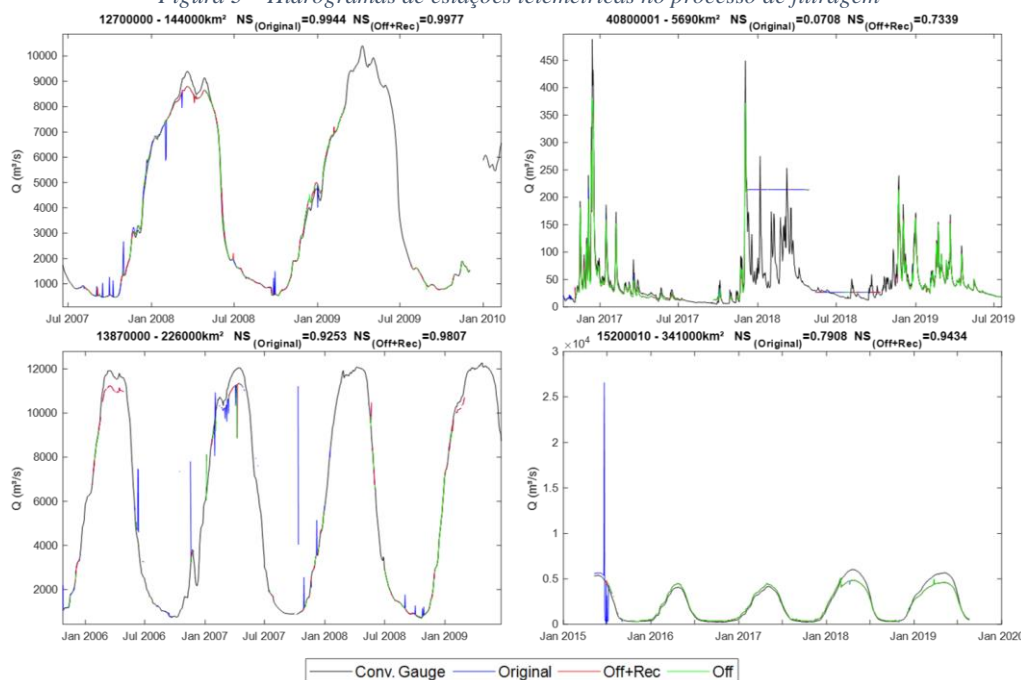 Figura 3 – Hidrogramas de estações telemétricas no processo de filtragem
12700000 - 144000km² NS(Original)=0.9944 NS(Off+Rec)=0.9977
Q (m³/s)
10000
9000
8000
7000
6000
5000
4000
3000
2000
1000
Jul 2007
Jan 2008
Jul 2008
Jan 2009
Jul 2009
Jan 2010
40800001 - 5690km² NS(Original)=0.0708 NS(Off+Rec)=0.7339
Q (m³/s)
450
400
350
300
250
200
150
100
50
0
Jan 2017
Jul 2017
Jan 2018
Jul 2018
Jan 2019
Jul 2019
13870000 - 226000km² NS(Original)=0.9253 NS(Off+Rec)=0.9807
Q (m³/s)
12000
10000
8000
6000
4000
2000
Jan 2006
Jul 2006
Jan 2007
Jul 2007
Jan 2008
Jul 2008
Jan 2009
15200010 - 341000km² NS(Original)=0.7908 NS(Off+Rec)=0.9434
× 10⁴
Q (m³/s)
3
2.5
2
1.5
1
0.5
0
Jan 2015
Jan 2016
Jan 2017
Jan 2018
Jan 2019
Jan 2020
Conv. Gauge
Original
Off+Rec
Off